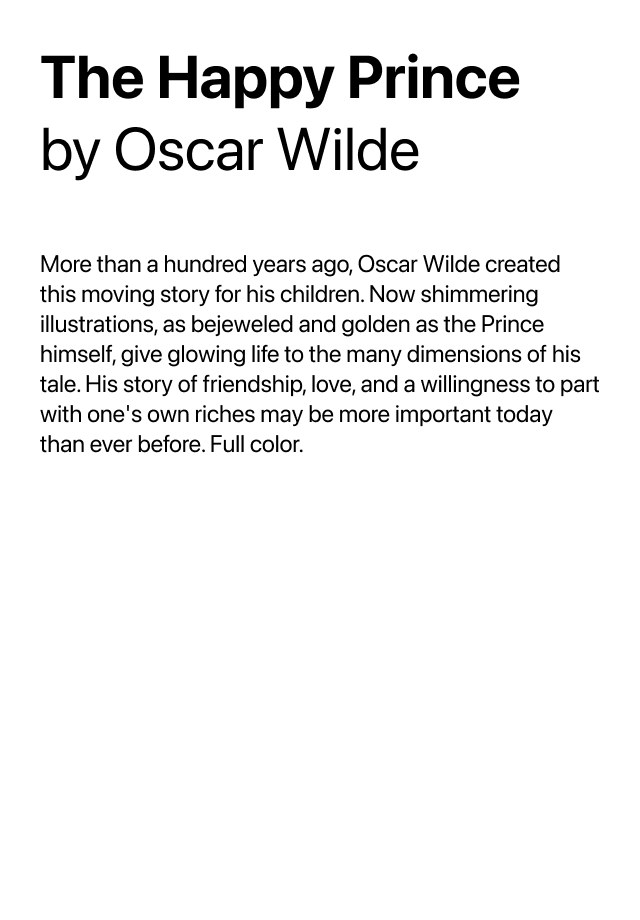 The Happy Prince
by Oscar Wilde
More than a hundred years ago, Oscar Wilde created
this moving story for his children. Now shimmering
illustrations, as bejeweled and golden as the Prince
himself, give glowing life to the many dimensions of his
tale. His story of friendship, love, and a willingness to part
with one's own riches may be more important today
than ever before. Full color.